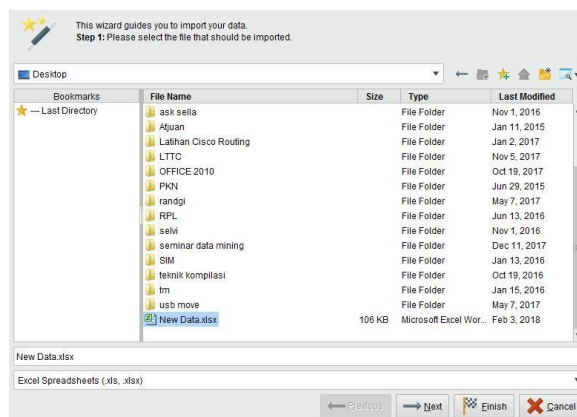 This wizard guides you to import your data.
Step 1: Please select the file that should be imported.
Desktop
Bookmarks
--- Last Directory
File Name Size Type Last Modified
ask sella File Folder Nov 1, 2016
Atjuan File Folder Jan 11, 2015
Latihan Cisco Routing File Folder Jan 2, 2017
LTTC File Folder Nov 5, 2017
OFFICE 2010 File Folder Oct 19, 2017
PKN File Folder Jun 29, 2015
randgi File Folder May 7, 2017
RPL File Folder Jun 13, 2016
selvi File Folder Nov 1, 2016
seminar data mining File Folder Dec 11, 2017
SIM File Folder Jan 13, 2016
teknik kompilasi File Folder Oct 19, 2016
tm File Folder Jan 15, 2016
usb move File Folder May 7, 2017
New Data.xlsx 106 KB Microsoft Excel Wor... Feb 3, 2018
New Data.xlsx
Excel Spreadsheets (.xls, .xlsx)
Previous Next Finish Cancel